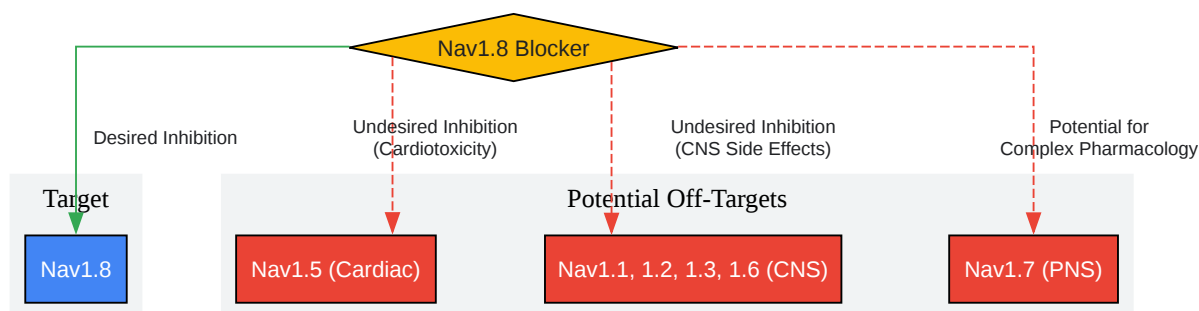 Nav1.8 Blocker
Desired Inhibition
Undesired Inhibition
(Cardiotoxicity)
Undesired Inhibition
(CNS Side Effects)
Potential for
Complex Pharmacology
Target
Potential Off-Targets
Nav1.8
Nav1.5 (Cardiac)
Nav1.1, 1.2, 1.3, 1.6 (CNS)
Nav1.7 (PNS)